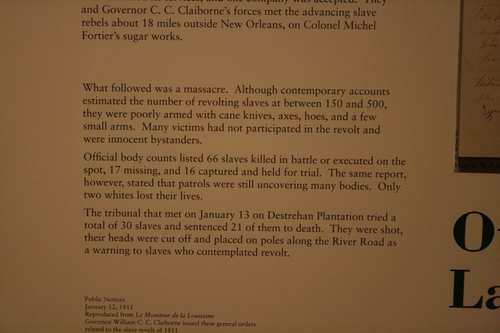 and Governor C. C. Claiborne's forces met the advancing slave
rebels about 18 miles outside New Orleans, on Colonel Michel
Fortier's sugar works.
What followed was a massacre. Although contemporary accounts
estimated the number of revolting slaves at between 150 and 500,
they were poorly armed with cane knives, axes, hoes, and a few
small arms. Many victims had not participated in the revolt and
were innocent bystanders.
Official body counts listed 66 slaves killed in battle or executed on the
spot, 17 missing, and 16 captured and held for trial. The same report,
however, stated that patrols were still uncovering many bodies. Only
two whites lost their lives.
The tribunal that met on January 13 on Destrehan Plantation tried a
total of 30 slaves and sentenced 21 of them to death. They were shot,
their heads were cut off and placed on poles along the River Road as
a warning to slaves who contemplated revolt.
Public Notices
January 12, 1811
Reproduced from Le Moniteur de la Louisiane
Governor William C. C. Claiborne issued these general orders
related to the slave revolt of 1811.
La